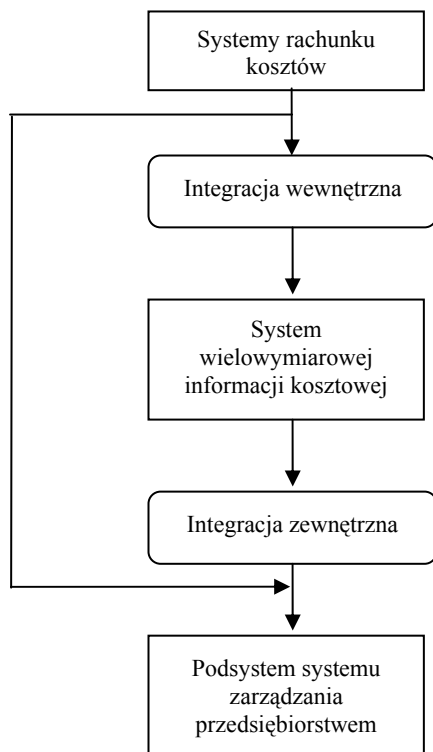 Systemy rachunku
kosztów
Integracja wewnętrzna
System
wielowymiarowej
informacji kosztowej
Integracja zewnętrzna
Podsystem systemu
zarządzania
przedsiębiorstwem